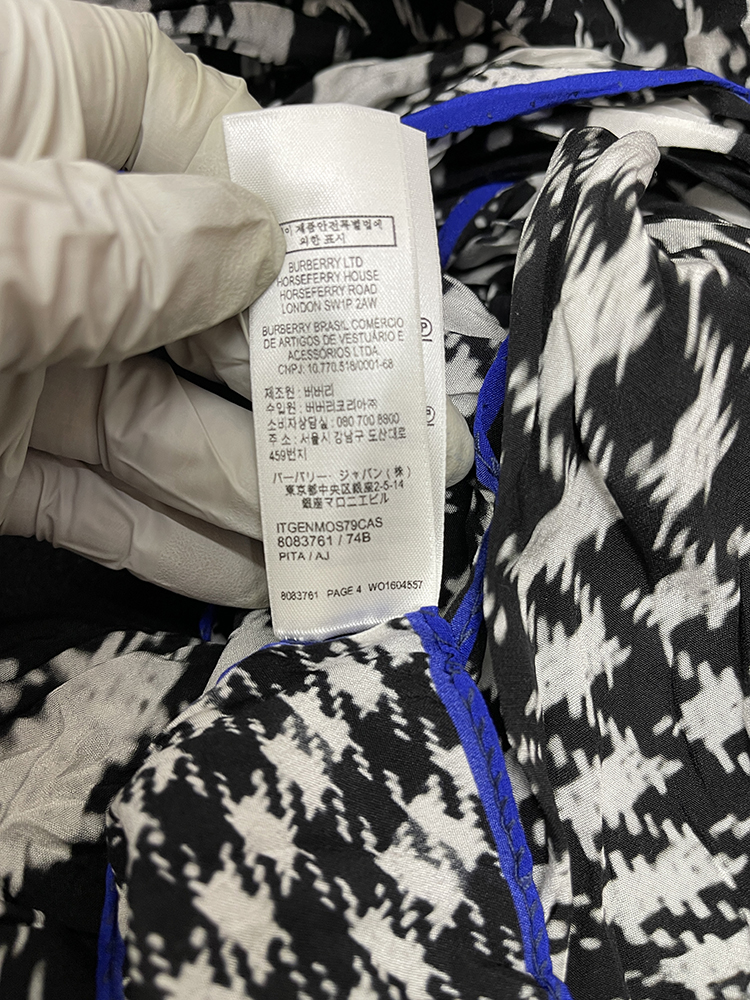 이 제품안전특별법에
의한 표시
BURBERRY LTD
HORSEFERRY HOUSE
HORSEFERRY ROAD
LONDON SW1P 2AW
BURBERRY BRASIL COMERCIO
DE ARTIGOS DE VESTUÁRIO E
ACESSÓRIOS LTDA
CNPJ: 10.770.518/0001-68
제조원 : 버버리
수입원 : 버버리코리아㈜
소비자상담실 : 080 700 8800
주 소 : 서울시 강남구 도산대로
459번지
バーバリー・ジャパン(株)
東京都中央区銀座2-5-14
銀座マロニエビル
ITGENMOS79CAS
8083761 / 74B
PITA / AJ
8083761 PAGE 4 WO1604557
P
P